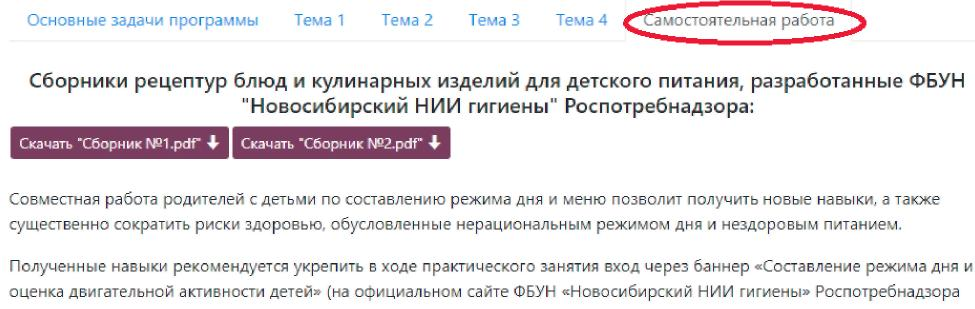 Основные задачи программы Тема 1 Тема 2 Тема 3 Тема 4 Самостоятельная работа
Сборники рецептур блюд и кулинарных изделий для детского питания, разработанные ФБУН
"Новосибирский НИИ гигиены" Роспотребнадзора:
Скачать "Сборник №1.pdf" Скачать "Сборник №2.pdf"
Совместная работа родителей с детьми по составлению режима дня и меню позволит получить новые навыки, а также
существенно сократить риски здоровью, обусловленные нерациональным режимом дня и нездоровым питанием.
Полученные навыки рекомендуется укрепить в ходе практического занятия вход через баннер «Составление режима дня и
оценка двигательной активности детей» (на официальном сайте ФБУН «Новосибирский НИИ гигиены» Роспотребнадзора